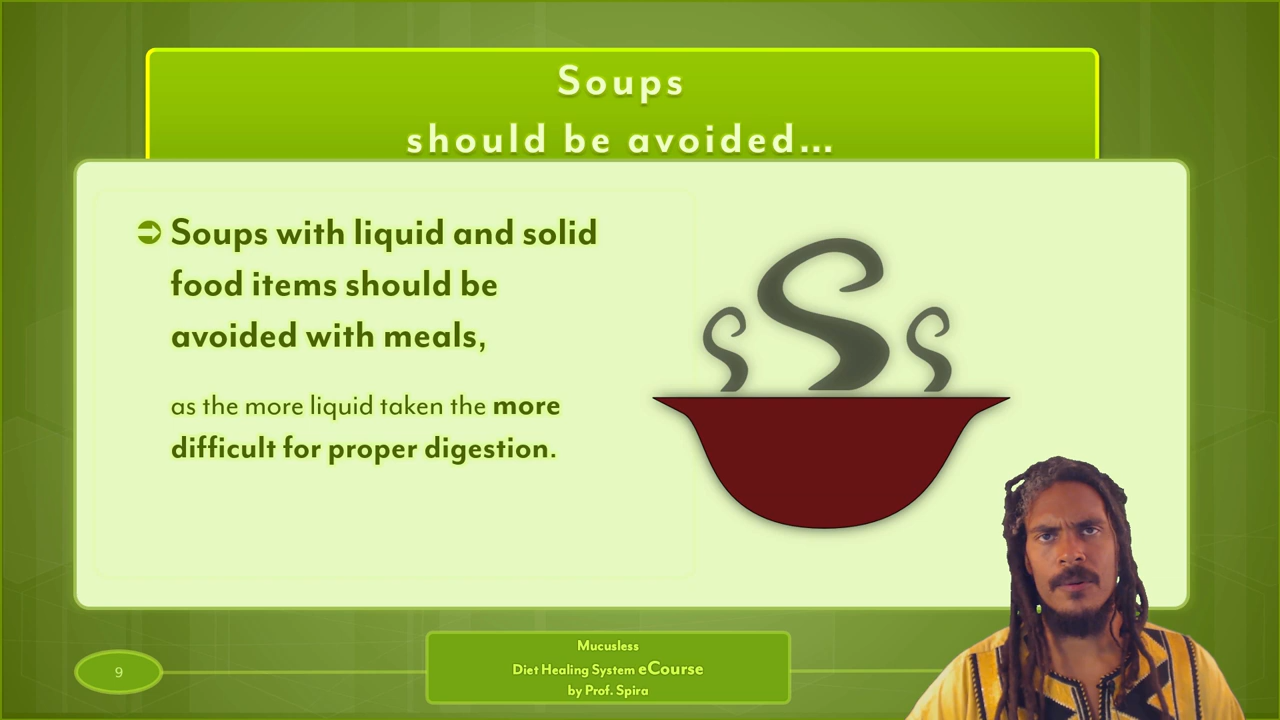 Soups
should be avoided...
Soups with liquid and solid
food items should be
avoided with meals,
as the more liquid taken the more
difficult for proper digestion.
9
Mucusless
Diet Healing System eCourse
by Prof. Spira